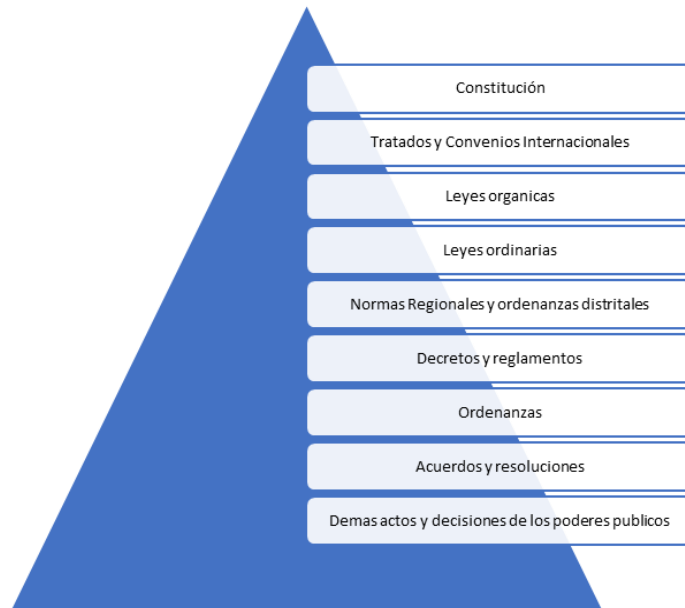 Constitución
Tratados y Convenios Internacionales
Leyes organicas
Leyes ordinarias
Normas Regionales y ordenanzas distritales
Decretos y reglamentos
Ordenanzas
Acuerdos y resoluciones
Demas actos y decisiones de los poderes publicos